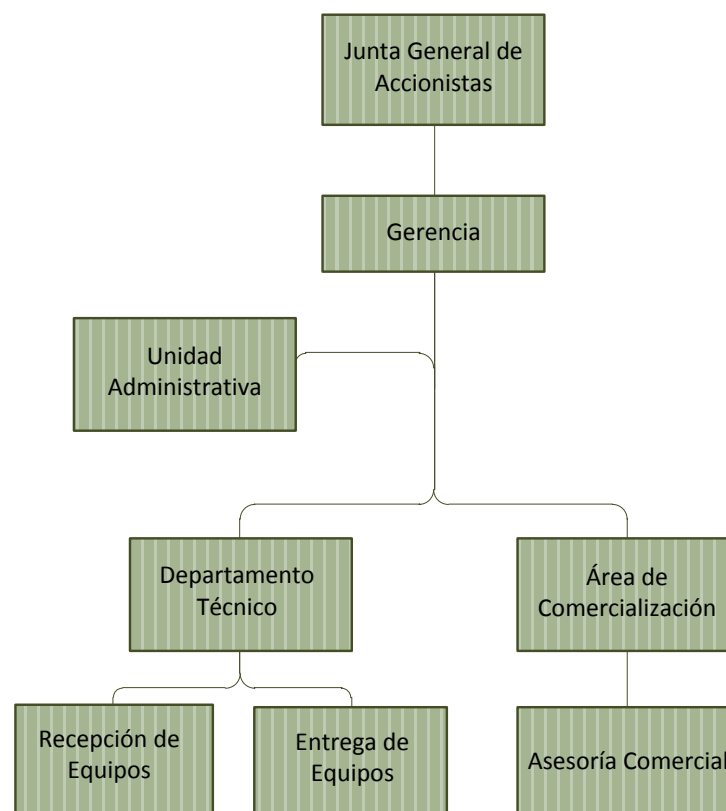 Junta General de
Accionistas
Gerencia
Unidad
Administrativa
Departamento
Técnico
Área de
Comercialización
Recepción de
Equipos
Entrega de
Equipos
Asesoría Comercial